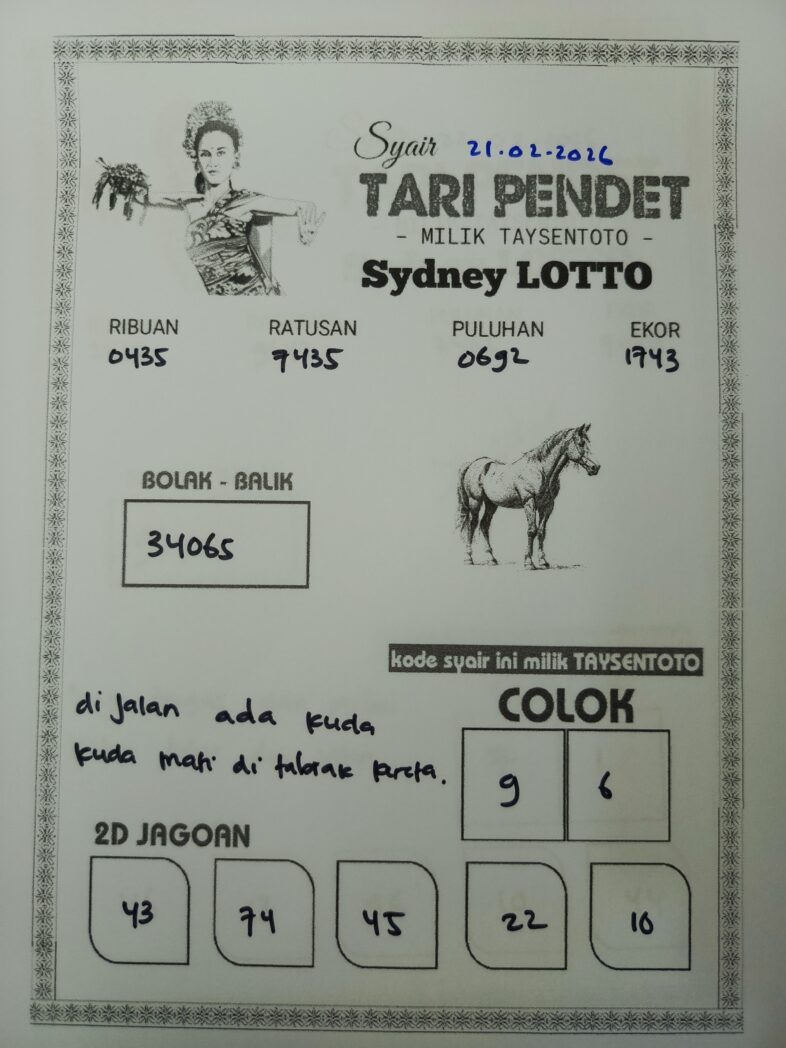 Syair 21.02.2026
TARI PENDET
- MILIK TAYSENTOTO -
Sydney LOTTO
RIBUAN RATUSAN PULUHAN EKOR
0435 7435 0692 1743
BOLAK - BALIK
34065
kode syair ini milik TAYSENTOTO
COLOK
9 6
di jalan ada kuda
kuda mati di tabrak kreta.
2D JAGOAN
43 74 45 22 10